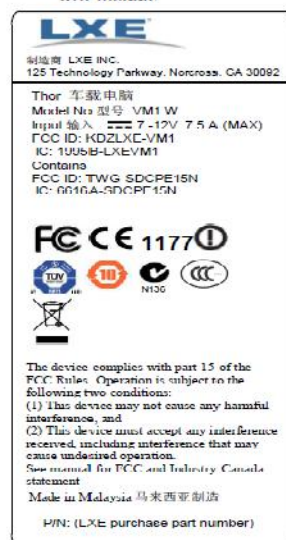 LXE
制造商 LXE INC.
125 Technology Parkway, Norcross, GA 30092
Thor 车载电脑
Model No 型号 VM1 W
Input 输入 7 -12V 7.5 A (MAX)
FCC ID: KDZLXE-VM1
IC: 1995B-LXEVM1
Contains
FCC ID: TWG-SDCPE15N
IC: 6616A-SDCPE15N
FC CE 1177
TUV 10 CCC
N136
The device complies with part 15 of the
FCC Rules. Operation is subject to the
following two conditions:
(1) This device may not cause any harmful
interference, and
(2) This device must accept any interference
received, including interference that may
cause undesired operation.
See manual for FCC and Industry Canada
statement
Made in Malaysia 马来西亚制造
P/N: (LXE purchase part number)